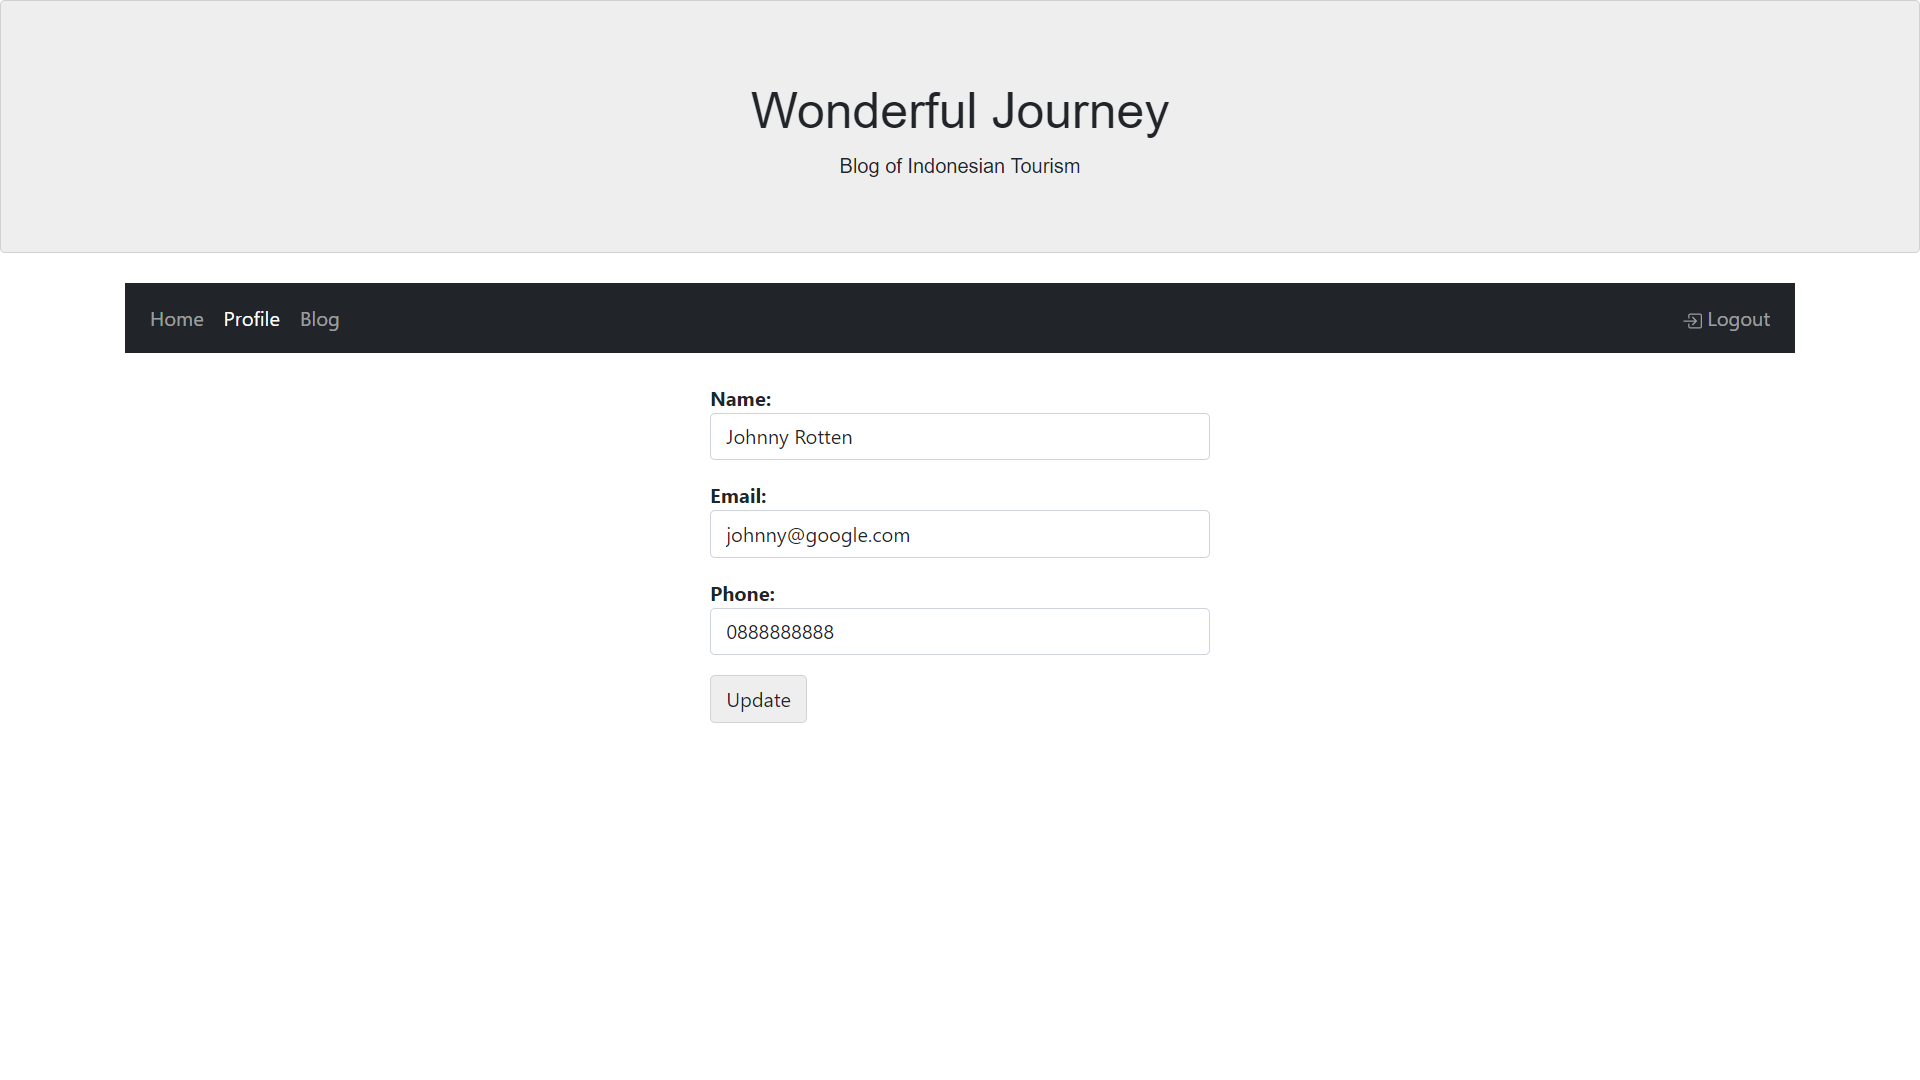 Wonderful Journey
Blog of Indonesian Tourism
Home Profile Blog Logout
Name:
Johnny Rotten
Email:
johnny@google.com
Phone:
0888888888
Update